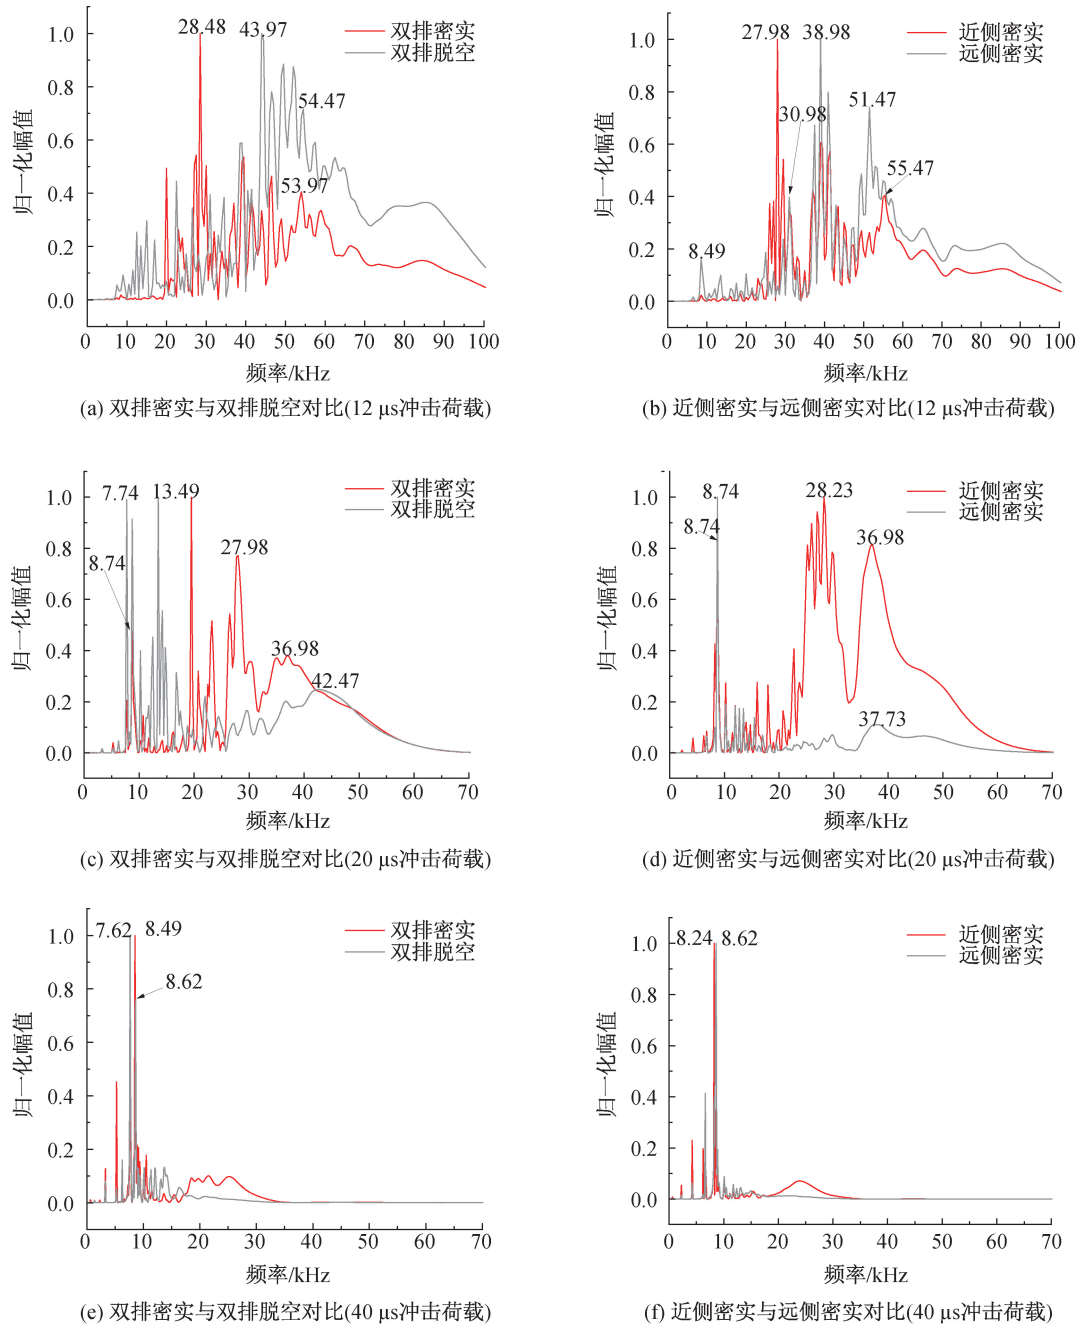 28.48 43.97
双排密实
双排脱空
54.47
53.97
归一化幅值
1.0
0.8
0.6
0.4
0.2
0.0
0 10 20 30 40 50 60 70 80 90 100
频率/kHz
(a) 双排密实与双排脱空对比(12 μs冲击荷载)
27.98 38.98
近侧密实
远侧密实
30.98
51.47
55.47
8.49
归一化幅值
1.0
0.8
0.6
0.4
0.2
0.0
0 10 20 30 40 50 60 70 80 90 100
频率/kHz
(b) 近侧密实与远侧密实对比(12 μs冲击荷载)
7.74 13.49
双排密实
双排脱空
8.74
27.98
36.98
42.47
归一化幅值
1.0
0.8
0.6
0.4
0.2
0.0
0 10 20 30 40 50 60 70
频率/kHz
(c) 双排密实与双排脱空对比(20 μs冲击荷载)
8.74 28.23
近侧密实
远侧密实
8.74
36.98
37.73
归一化幅值
1.0
0.8
0.6
0.4
0.2
0.0
0 10 20 30 40 50 60 70
频率/kHz
(d) 近侧密实与远侧密实对比(20 μs冲击荷载)
7.62 8.49
双排密实
双排脱空
8.62
归一化幅值
1.0
0.8
0.6
0.4
0.2
0.0
0 10 20 30 40 50 60 70
频率/kHz
(e) 双排密实与双排脱空对比(40 μs冲击荷载)
8.24 8.62
近侧密实
远侧密实
归一化幅值
1.0
0.8
0.6
0.4
0.2
0.0
0 10 20 30 40 50 60 70
频率/kHz
(f) 近侧密实与远侧密实对比(40 μs冲击荷载)